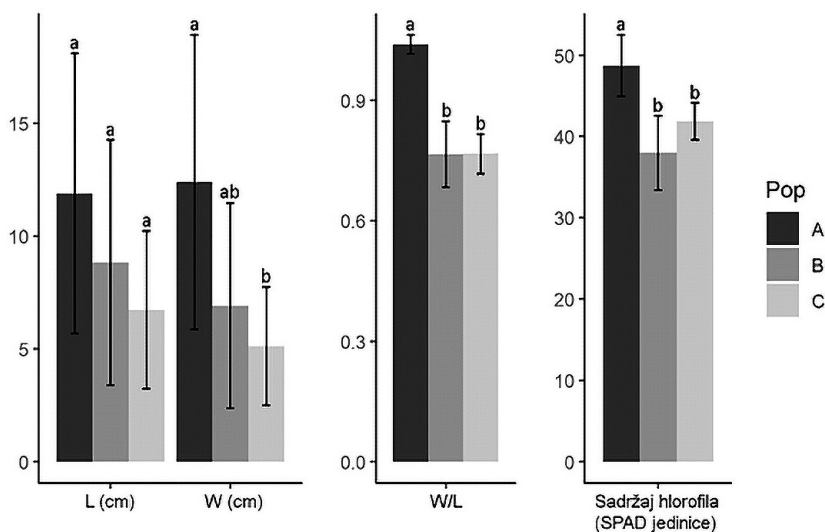 a
a
a
a
ab
b
15
10
5
0
L (cm)
W (cm)
a
b
b
0.9
0.6
0.3
0.0
W/L
a
b
b
50
40
30
20
10
0
Sadržaj hlorofila
(SPAD jedinice)
Pop
A
B
C